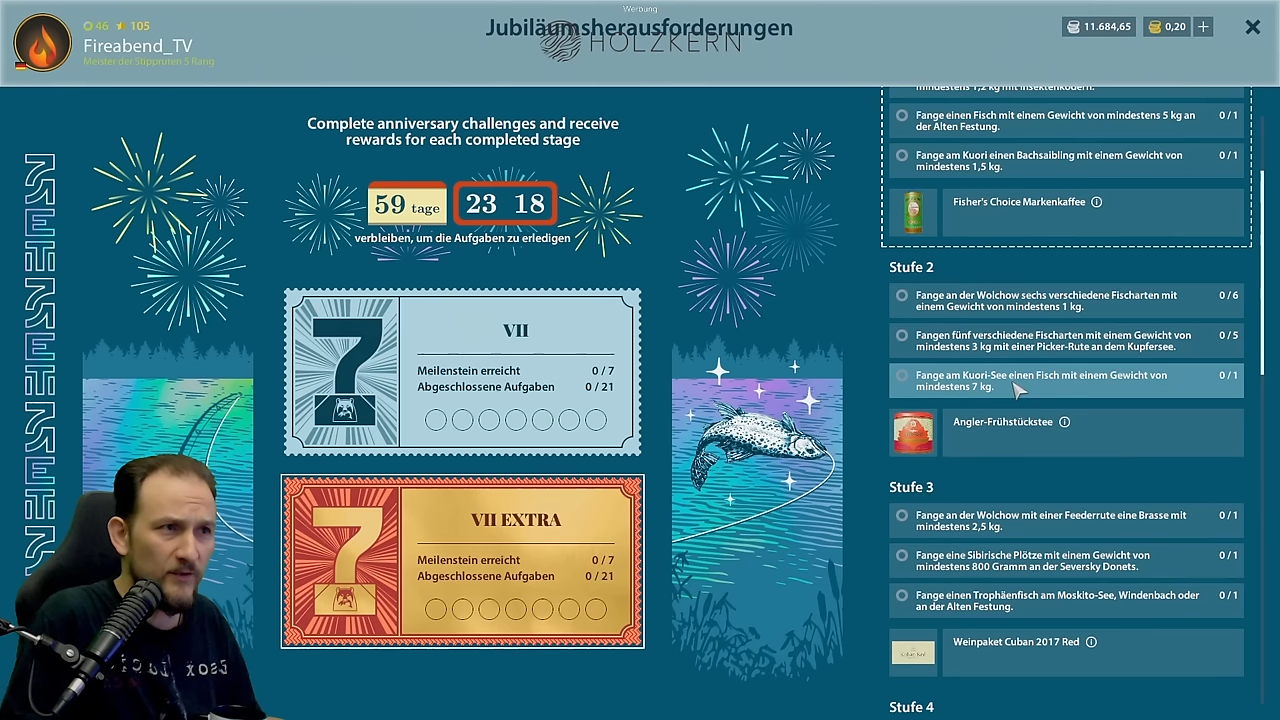 Werbung
46 105
Fireabend_TV
Meister der Stippruten 5 Rang
Jubiläumsherausforderungen
HOLZKERN
11.684,65
0,20
Complete anniversary challenges and receive
rewards for each completed stage
59 tage 23 18
verbleiben, um die Aufgaben zu erledigen
7
VII
Meilenstein erreicht 0 / 7
Abgeschlossene Aufgaben 0 / 21
7
VII EXTRA
Meilenstein erreicht 0 / 7
Abgeschlossene Aufgaben 0 / 21
mindestens 1,2 kg mit Insektenködern.
Fange einen Fisch mit einem Gewicht von mindestens 5 kg an 0 / 1
der Alten Festung.
Fange am Kuori einen Bachsaibling mit einem Gewicht von 0 / 1
mindestens 1,5 kg.
Fisher's Choice Markenkaffee
Stufe 2
Fange an der Wolchow sechs verschiedene Fischarten mit 0 / 6
einem Gewicht von mindestens 1 kg.
Fangen fünf verschiedene Fischarten mit einem Gewicht von 0 / 5
mindestens 3 kg mit einer Picker-Rute an dem Kupfersee.
Fange am Kuori-See einen Fisch mit einem Gewicht von 0 / 1
mindestens 7 kg.
Angler-Frühstückstee
Stufe 3
Fange an der Wolchow mit einer Feederrute eine Brasse mit 0 / 1
mindestens 2,5 kg.
Fange eine Sibirische Plötze mit einem Gewicht von 0 / 1
mindestens 800 Gramm an der Seversky Donets.
Fange einen Trophäenfisch am Moskito-See, Windenbach oder 0 / 1
an der Alten Festung.
Weinpaket Cuban 2017 Red
Stufe 4